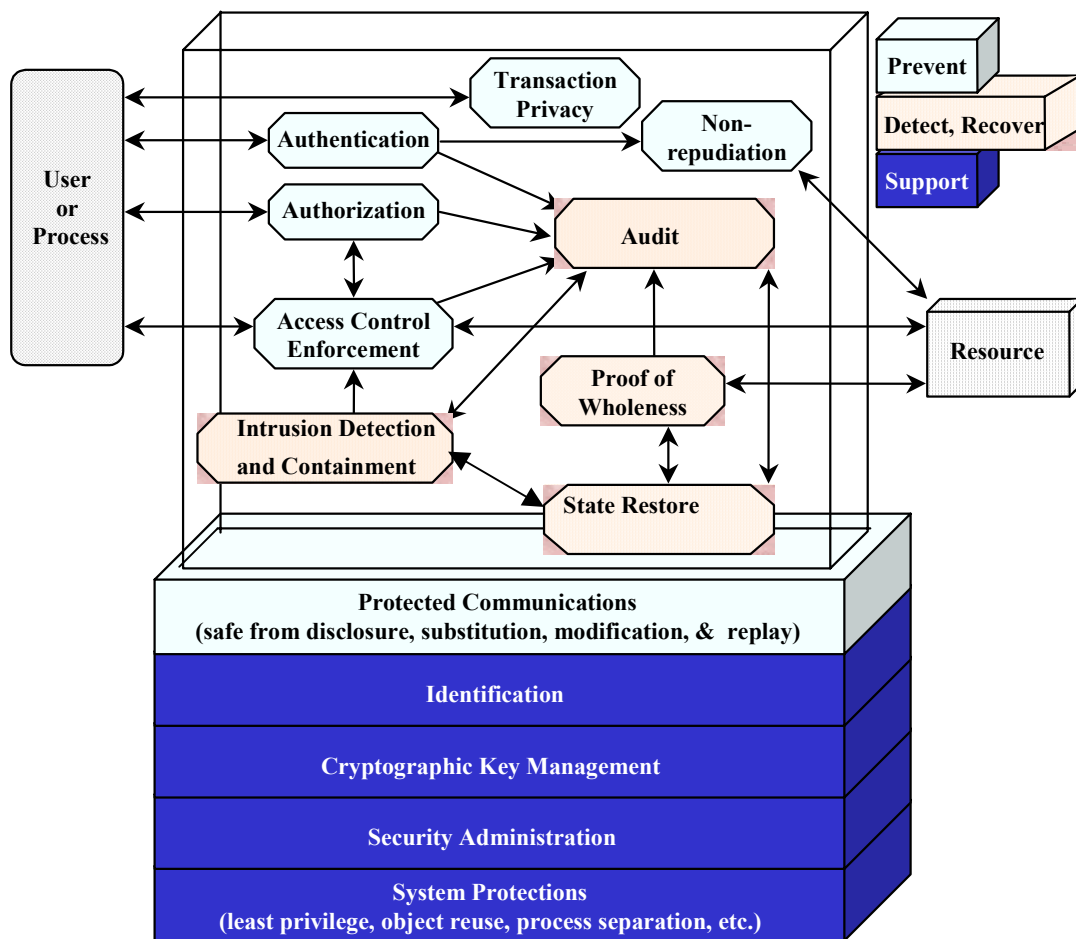 Prevent
Detect, Recover
Support
User
or
Process
Transaction
Privacy
Authentication
Non-
repudiation
Authorization
Audit
Access Control
Enforcement
Resource
Proof of
Wholeness
Intrusion Detection
and Containment
State Restore
Protected Communications
(safe from disclosure, substitution, modification, & replay)
Identification
Cryptographic Key Management
Security Administration
System Protections
(least privilege, object reuse, process separation, etc.)